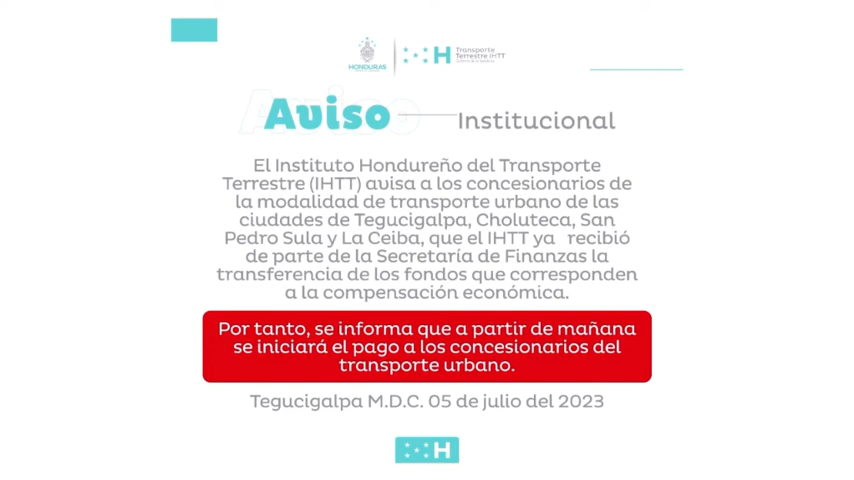 HONDURAS
H
Transporte
Terrestre IHTT
Aviso
Institucional
El Instituto Hondureño del Transporte
Terrestre (IHTT) avisa a los concesionarios de
la modalidad de transporte urbano de las
ciudades de Tegucigalpa, Choluteca, San
Pedro Sula y La Ceiba, que el IHTT ya recibió
de parte de la Secretaría de Finanzas la
transferencia de los fondos que corresponden
a la compensación económica.
Por tanto, se informa que a partir de mañana
se iniciará el pago a los concesionarios del
transporte urbano.
Tegucigalpa M.D.C. 05 de julio del 2023
H